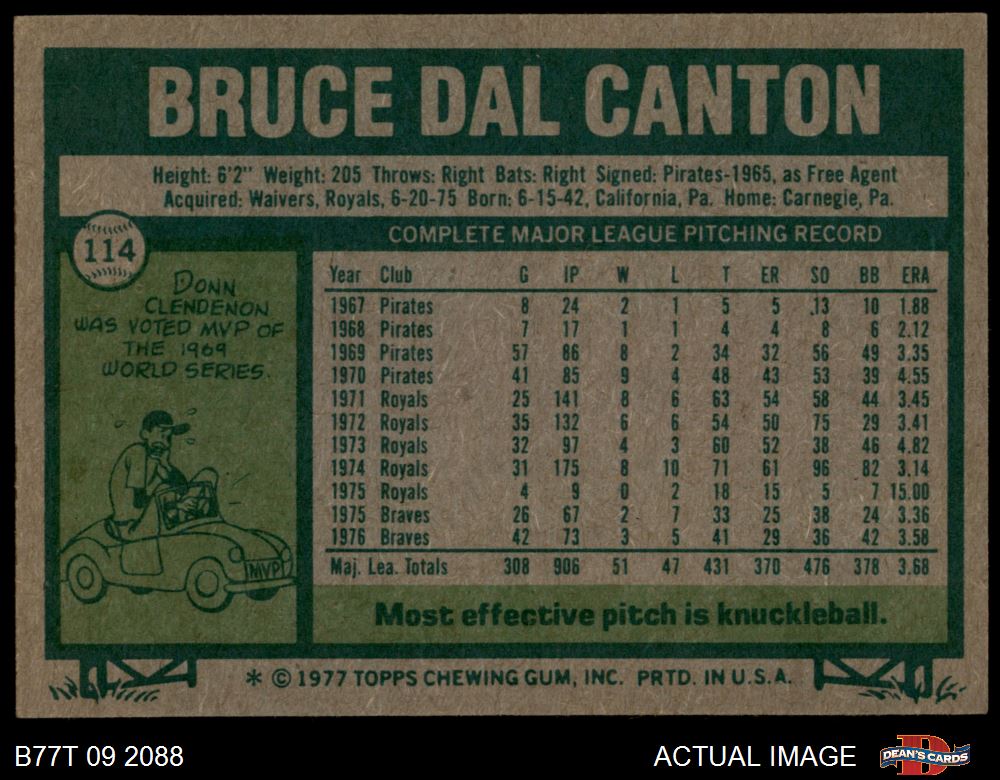 BRUCE DAL CANTON
Height: 6'2" Weight: 205 Throws: Right Bats: Right Signed: Pirates-1965, as Free Agent
Acquired: Waivers, Royals, 6-20-75 Born: 6-15-42, California, Pa. Home: Carnegie, Pa.
114
DONN
CLENDENON
WAS VOTED MVP OF
THE 1969
WORLD SERIES.
MVP
COMPLETE MAJOR LEAGUE PITCHING RECORD
Year Club G IP W L T ER SO BB ERA
1967 Pirates 8 24 2 1 5 5 13 10 1.88
1968 Pirates 7 17 1 1 4 4 8 6 2.12
1969 Pirates 57 86 8 2 34 32 56 49 3.35
1970 Pirates 41 85 9 4 48 43 53 39 4.55
1971 Royals 25 141 8 6 63 54 58 44 3.45
1972 Royals 35 132 6 6 54 50 75 29 3.41
1973 Royals 32 97 4 3 60 52 38 46 4.82
1974 Royals 31 175 8 10 71 61 96 82 3.14
1975 Royals 4 9 0 2 18 15 5 7 15.00
1975 Braves 26 67 2 7 33 25 38 24 3.36
1976 Braves 42 73 3 5 41 29 36 42 3.58
Maj. Lea. Totals 308 906 51 47 431 370 476 378 3.68
Most effective pitch is knuckleball.
* © 1977 TOPPS CHEWING GUM, INC. PRTD. IN U.S.A.
B77T 09 2088
ACTUAL IMAGE
D
DEAN'S CARDS